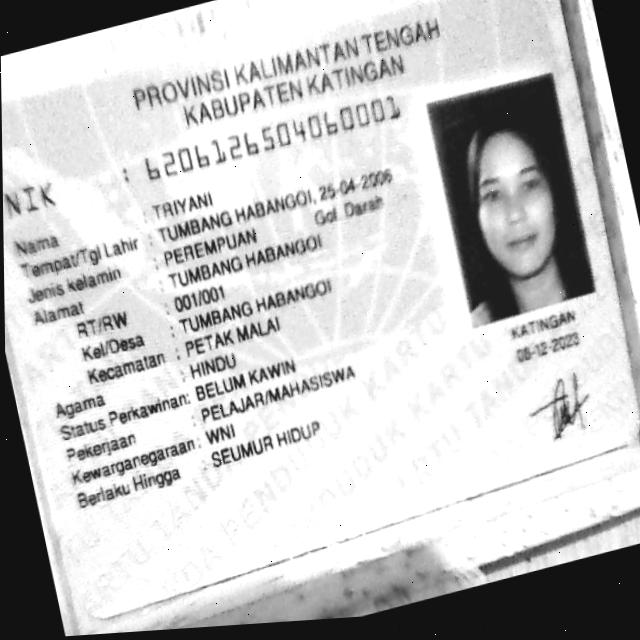 PROVINSI KALIMANTAN TENGAH
KABUPATEN KATINGAN
NIK : 6206126504060001
Nama : TRIYANI
Tempat/Tgl Lahir : TUMBANG HABANGOI, 25-04-2006
Jenis kelamin : PEREMPUAN Gol. Darah
Alamat : TUMBANG HABANGOI
RT/RW : 001/001
Kel/Desa : TUMBANG HABANGOI
Kecamatan : PETAK MALAI
Agama : HINDU
Status Perkawinan: BELUM KAWIN
Pekerjaan : PELAJAR/MAHASISWA
Kewarganegaraan : WNI
Berlaku Hingga : SEUMUR HIDUP
KATINGAN
05-12-2023